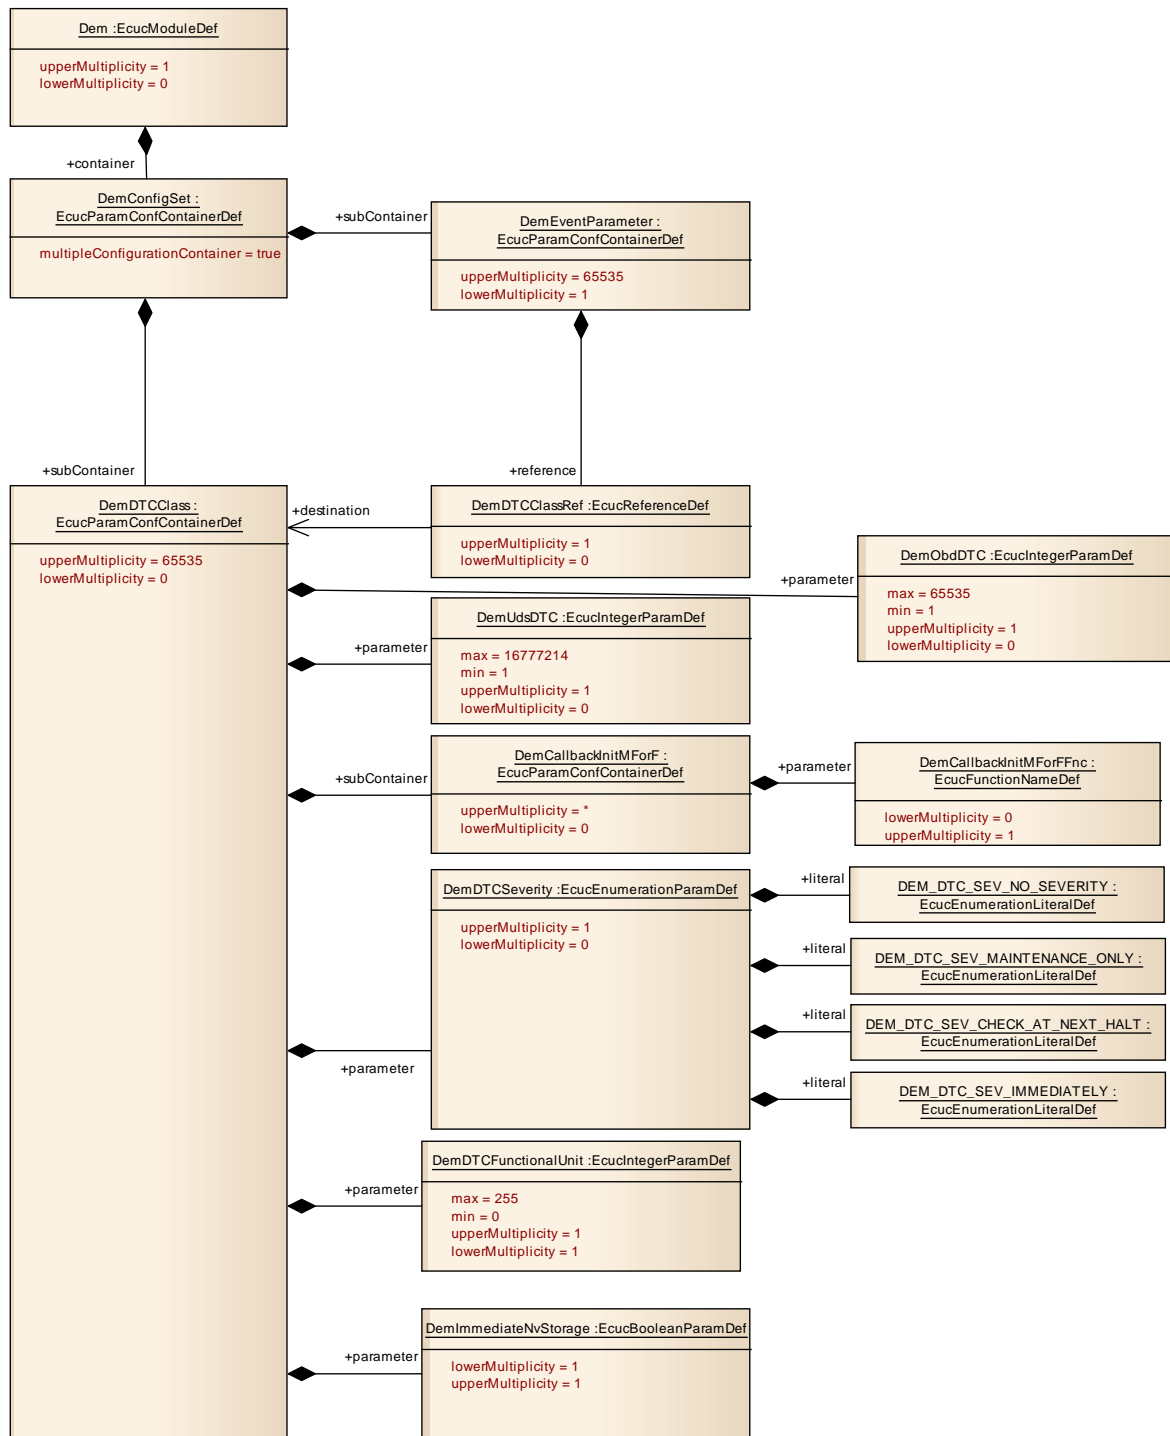 Dem :EcucModuleDef
upperMultiplicity = 1
lowerMultiplicity = 0
+container
DemConfigSet :
EcucParamConfContainerDef
multipleConfigurationContainer = true
+subContainer
DemEventParameter :
EcucParamConfContainerDef
upperMultiplicity = 65535
lowerMultiplicity = 1
+subContainer
+reference
DemDTCClass :
EcucParamConfContainerDef
upperMultiplicity = 65535
lowerMultiplicity = 0
+destination
DemDTCClassRef :EcucReferenceDef
upperMultiplicity = 1
lowerMultiplicity = 0
+parameter
DemObdDTC :EcucIntegerParamDef
max = 65535
min = 1
upperMultiplicity = 1
lowerMultiplicity = 0
+parameter
DemUdsDTC :EcucIntegerParamDef
max = 16777214
min = 1
upperMultiplicity = 1
lowerMultiplicity = 0
+subContainer
DemCallbackInitMForF :
EcucParamConfContainerDef
upperMultiplicity = *
lowerMultiplicity = 0
+parameter
DemCallbackInitMForFFnc :
EcucFunctionNameDef
lowerMultiplicity = 0
upperMultiplicity = 1
+parameter
DemDTCSeverity :EcucEnumerationParamDef
upperMultiplicity = 1
lowerMultiplicity = 0
+literal
DEM_DTC_SEV_NO_SEVERITY :
EcucEnumerationLiteralDef
+literal
DEM_DTC_SEV_MAINTENANCE_ONLY :
EcucEnumerationLiteralDef
+literal
DEM_DTC_SEV_CHECK_AT_NEXT_HALT :
EcucEnumerationLiteralDef
+literal
DEM_DTC_SEV_IMMEDIATELY :
EcucEnumerationLiteralDef
+parameter
DemDTCFunctionalUnit :EcucIntegerParamDef
max = 255
min = 0
upperMultiplicity = 1
lowerMultiplicity = 1
+parameter
DemImmediateNvStorage :EcucBooleanParamDef
lowerMultiplicity = 1
upperMultiplicity = 1